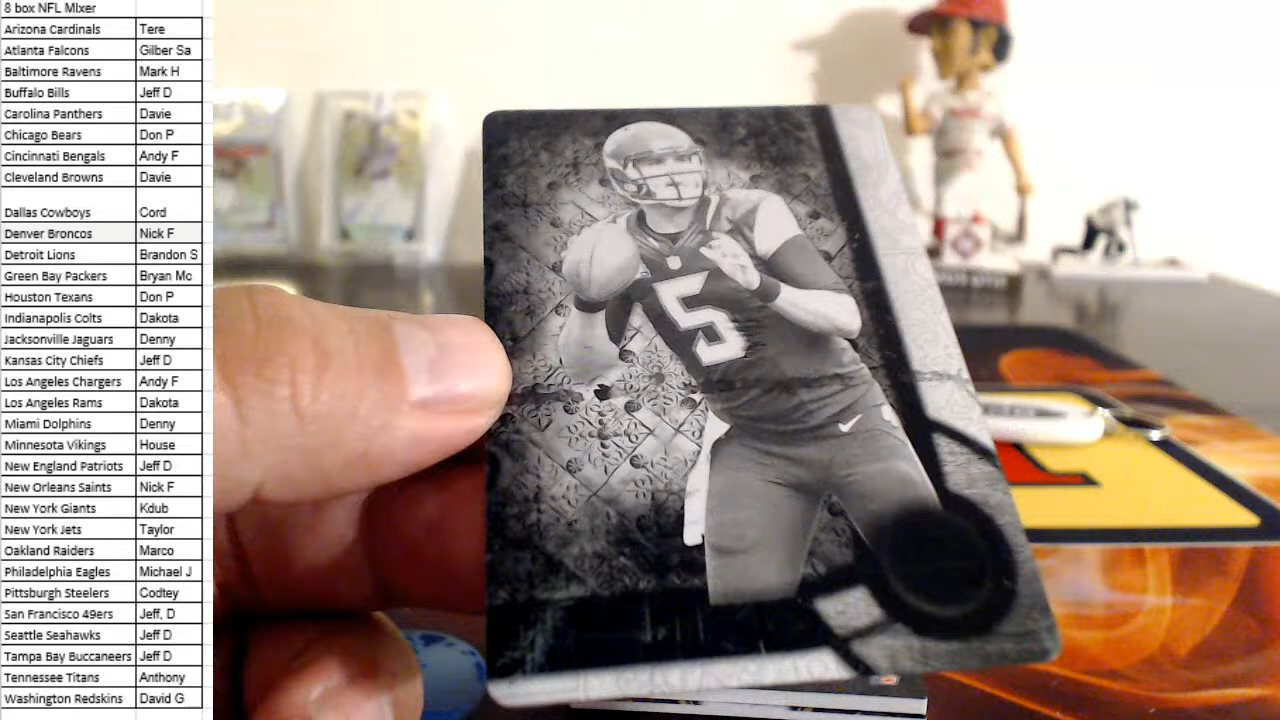 8 box NFL MIxer
Arizona Cardinals Tere
Atlanta Falcons Gilber Sa
Baltimore Ravens Mark H
Buffalo Bills Jeff D
Carolina Panthers Davie
Chicago Bears Don P
Cincinnati Bengals Andy F
Cleveland Browns Davie
Dallas Cowboys Cord
Denver Broncos Nick F
Detroit Lions Brandon S
Green Bay Packers Bryan Mc
Houston Texans Don P
Indianapolis Colts Dakota
Jacksonville Jaguars Denny
Kansas City Chiefs Jeff D
Los Angeles Chargers Andy F
Los Angeles Rams Dakota
Miami Dolphins Denny
Minnesota Vikings House
New England Patriots Jeff D
New Orleans Saints Nick F
New York Giants Kdub
New York Jets Taylor
Oakland Raiders Marco
Philadelphia Eagles Michael J
Pittsburgh Steelers Codtey
San Francisco 49ers Jeff, D
Seattle Seahawks Jeff D
Tampa Bay Buccaneers Jeff D
Tennessee Titans Anthony
Washington Redskins David G
5